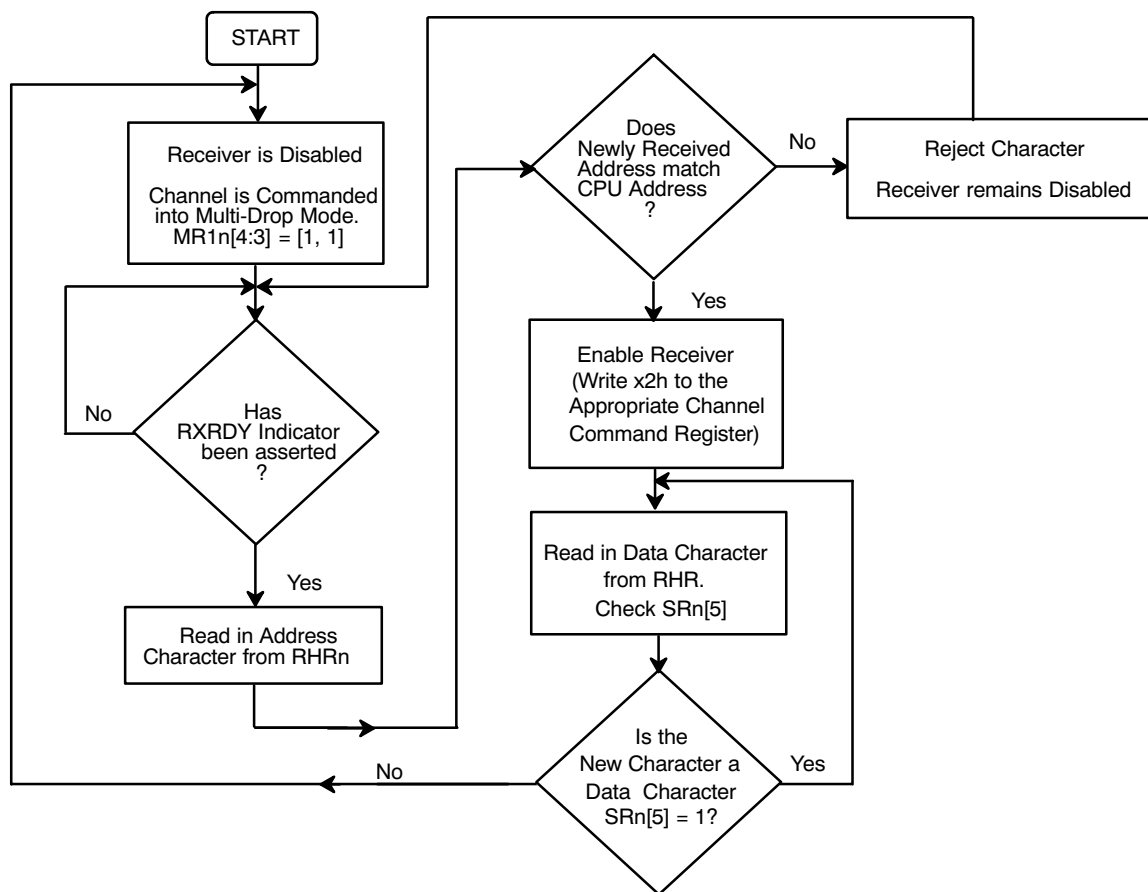 START
Receiver is Disabled
Channel is Commanded
into Multi-Drop Mode.
MR1n[4:3] = [1, 1]
No
Has
RXRDY Indicator
been asserted
?
Yes
Read in Address
Character from RHRn
Does
Newly Received
Address match
CPU Address
?
No
Reject Character
Receiver remains Disabled
Yes
Enable Receiver
(Write x2h to the
Appropriate Channel
Command Register)
Read in Data Character
from RHR.
Check SRn[5]
Is the
New Character a
Data Character
SRn[5] = 1?
Yes
No